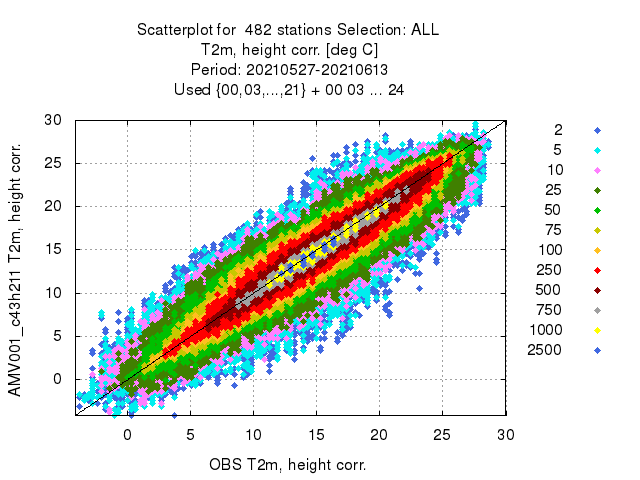 Scatterplot for 482 stations Selection: ALL
T2m, height corr. [deg C]
Period: 20210527-20210613
Used {00,03,...,21} + 00 03 ... 24
30
25
20
15
10
5
0
AMV001_c43h211 T2m, height corr.
0 5 10 15 20 25 30
OBS T2m, height corr.
2
5
10
25
50
75
100
250
500
750
1000
2500